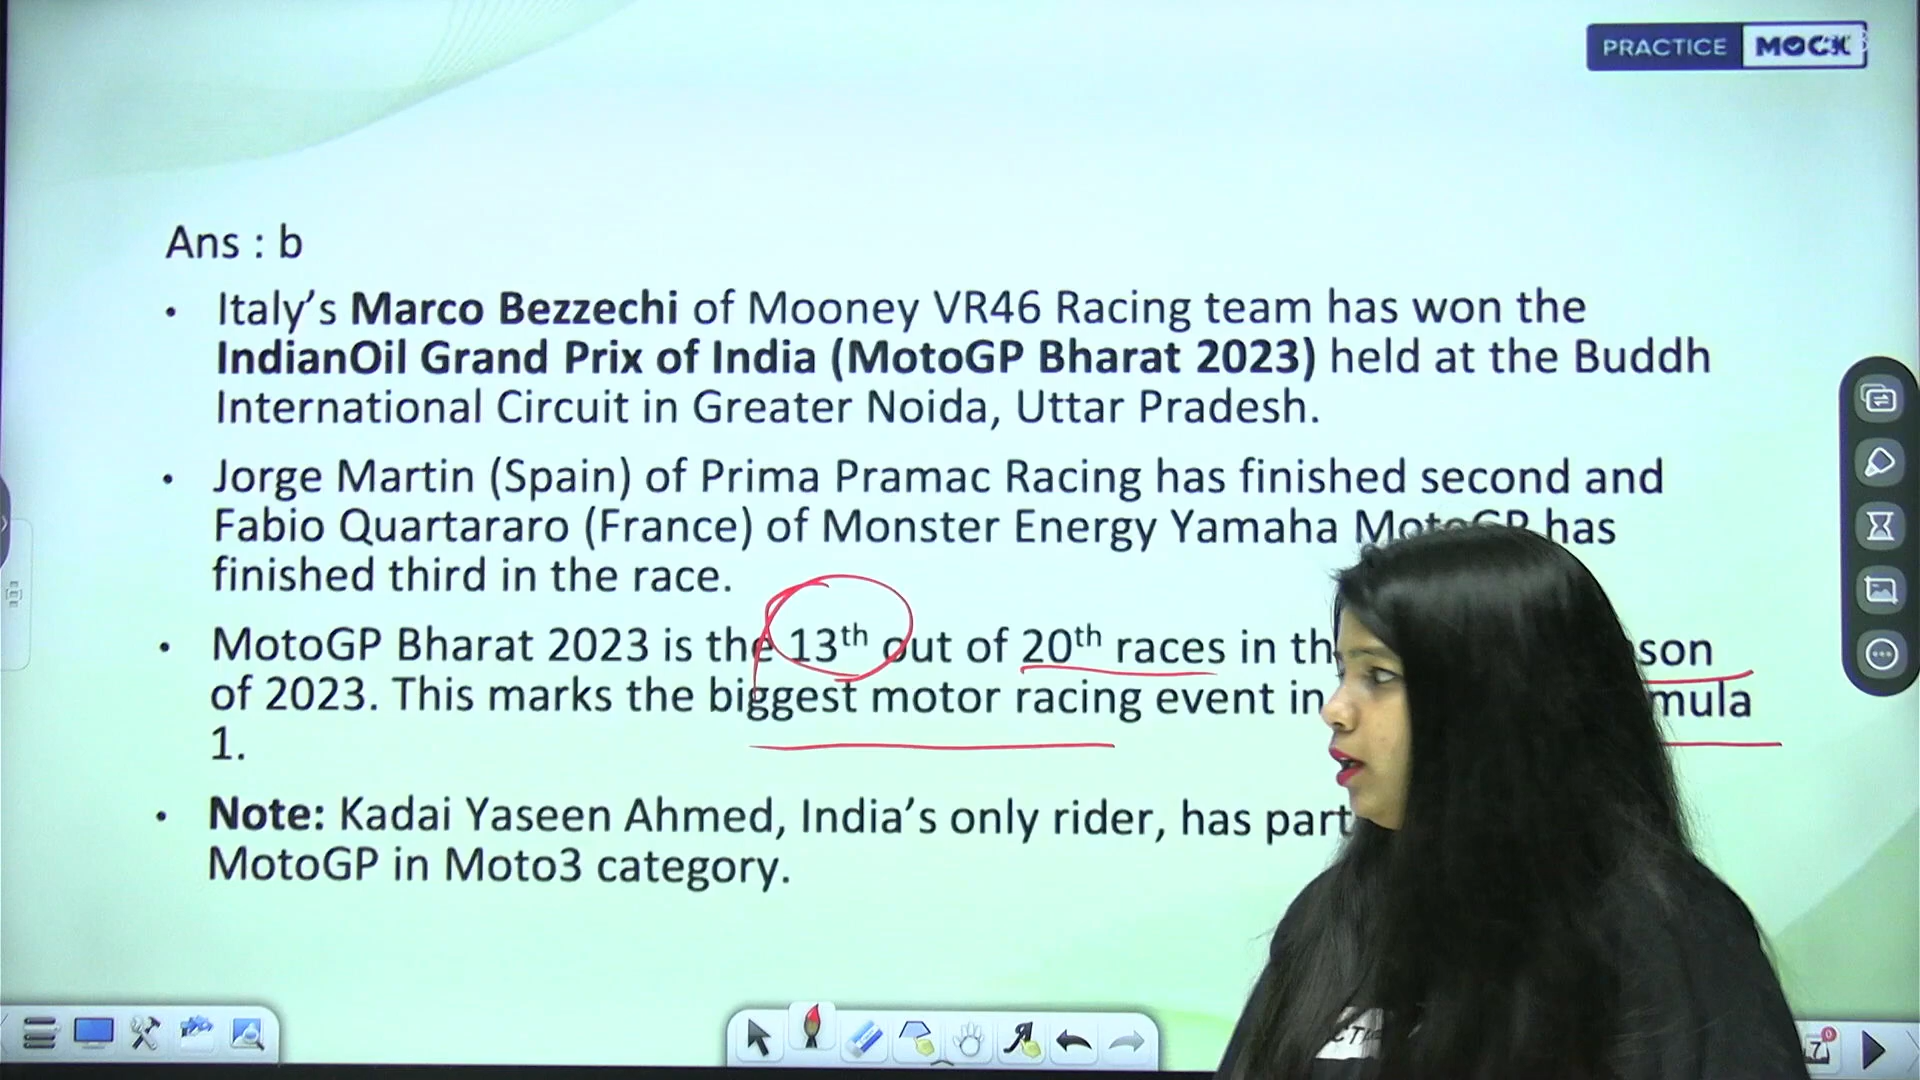 PRACTICE MOCK
Ans : b
• Italy's Marco Bezzechi of Mooney VR46 Racing team has won the
IndianOil Grand Prix of India (MotoGP Bharat 2023) held at the Buddh
International Circuit in Greater Noida, Uttar Pradesh.
• Jorge Martin (Spain) of Prima Pramac Racing has finished second and
Fabio Quartararo (France) of Monster Energy Yamaha MotoGP has
finished third in the race.
• MotoGP Bharat 2023 is the 13th out of 20th races in
of 2023. This marks the biggest motor racing event in
1.
• Note: Kadai Yaseen Ahmed, India's only rider, has
MotoGP in Moto3 category.